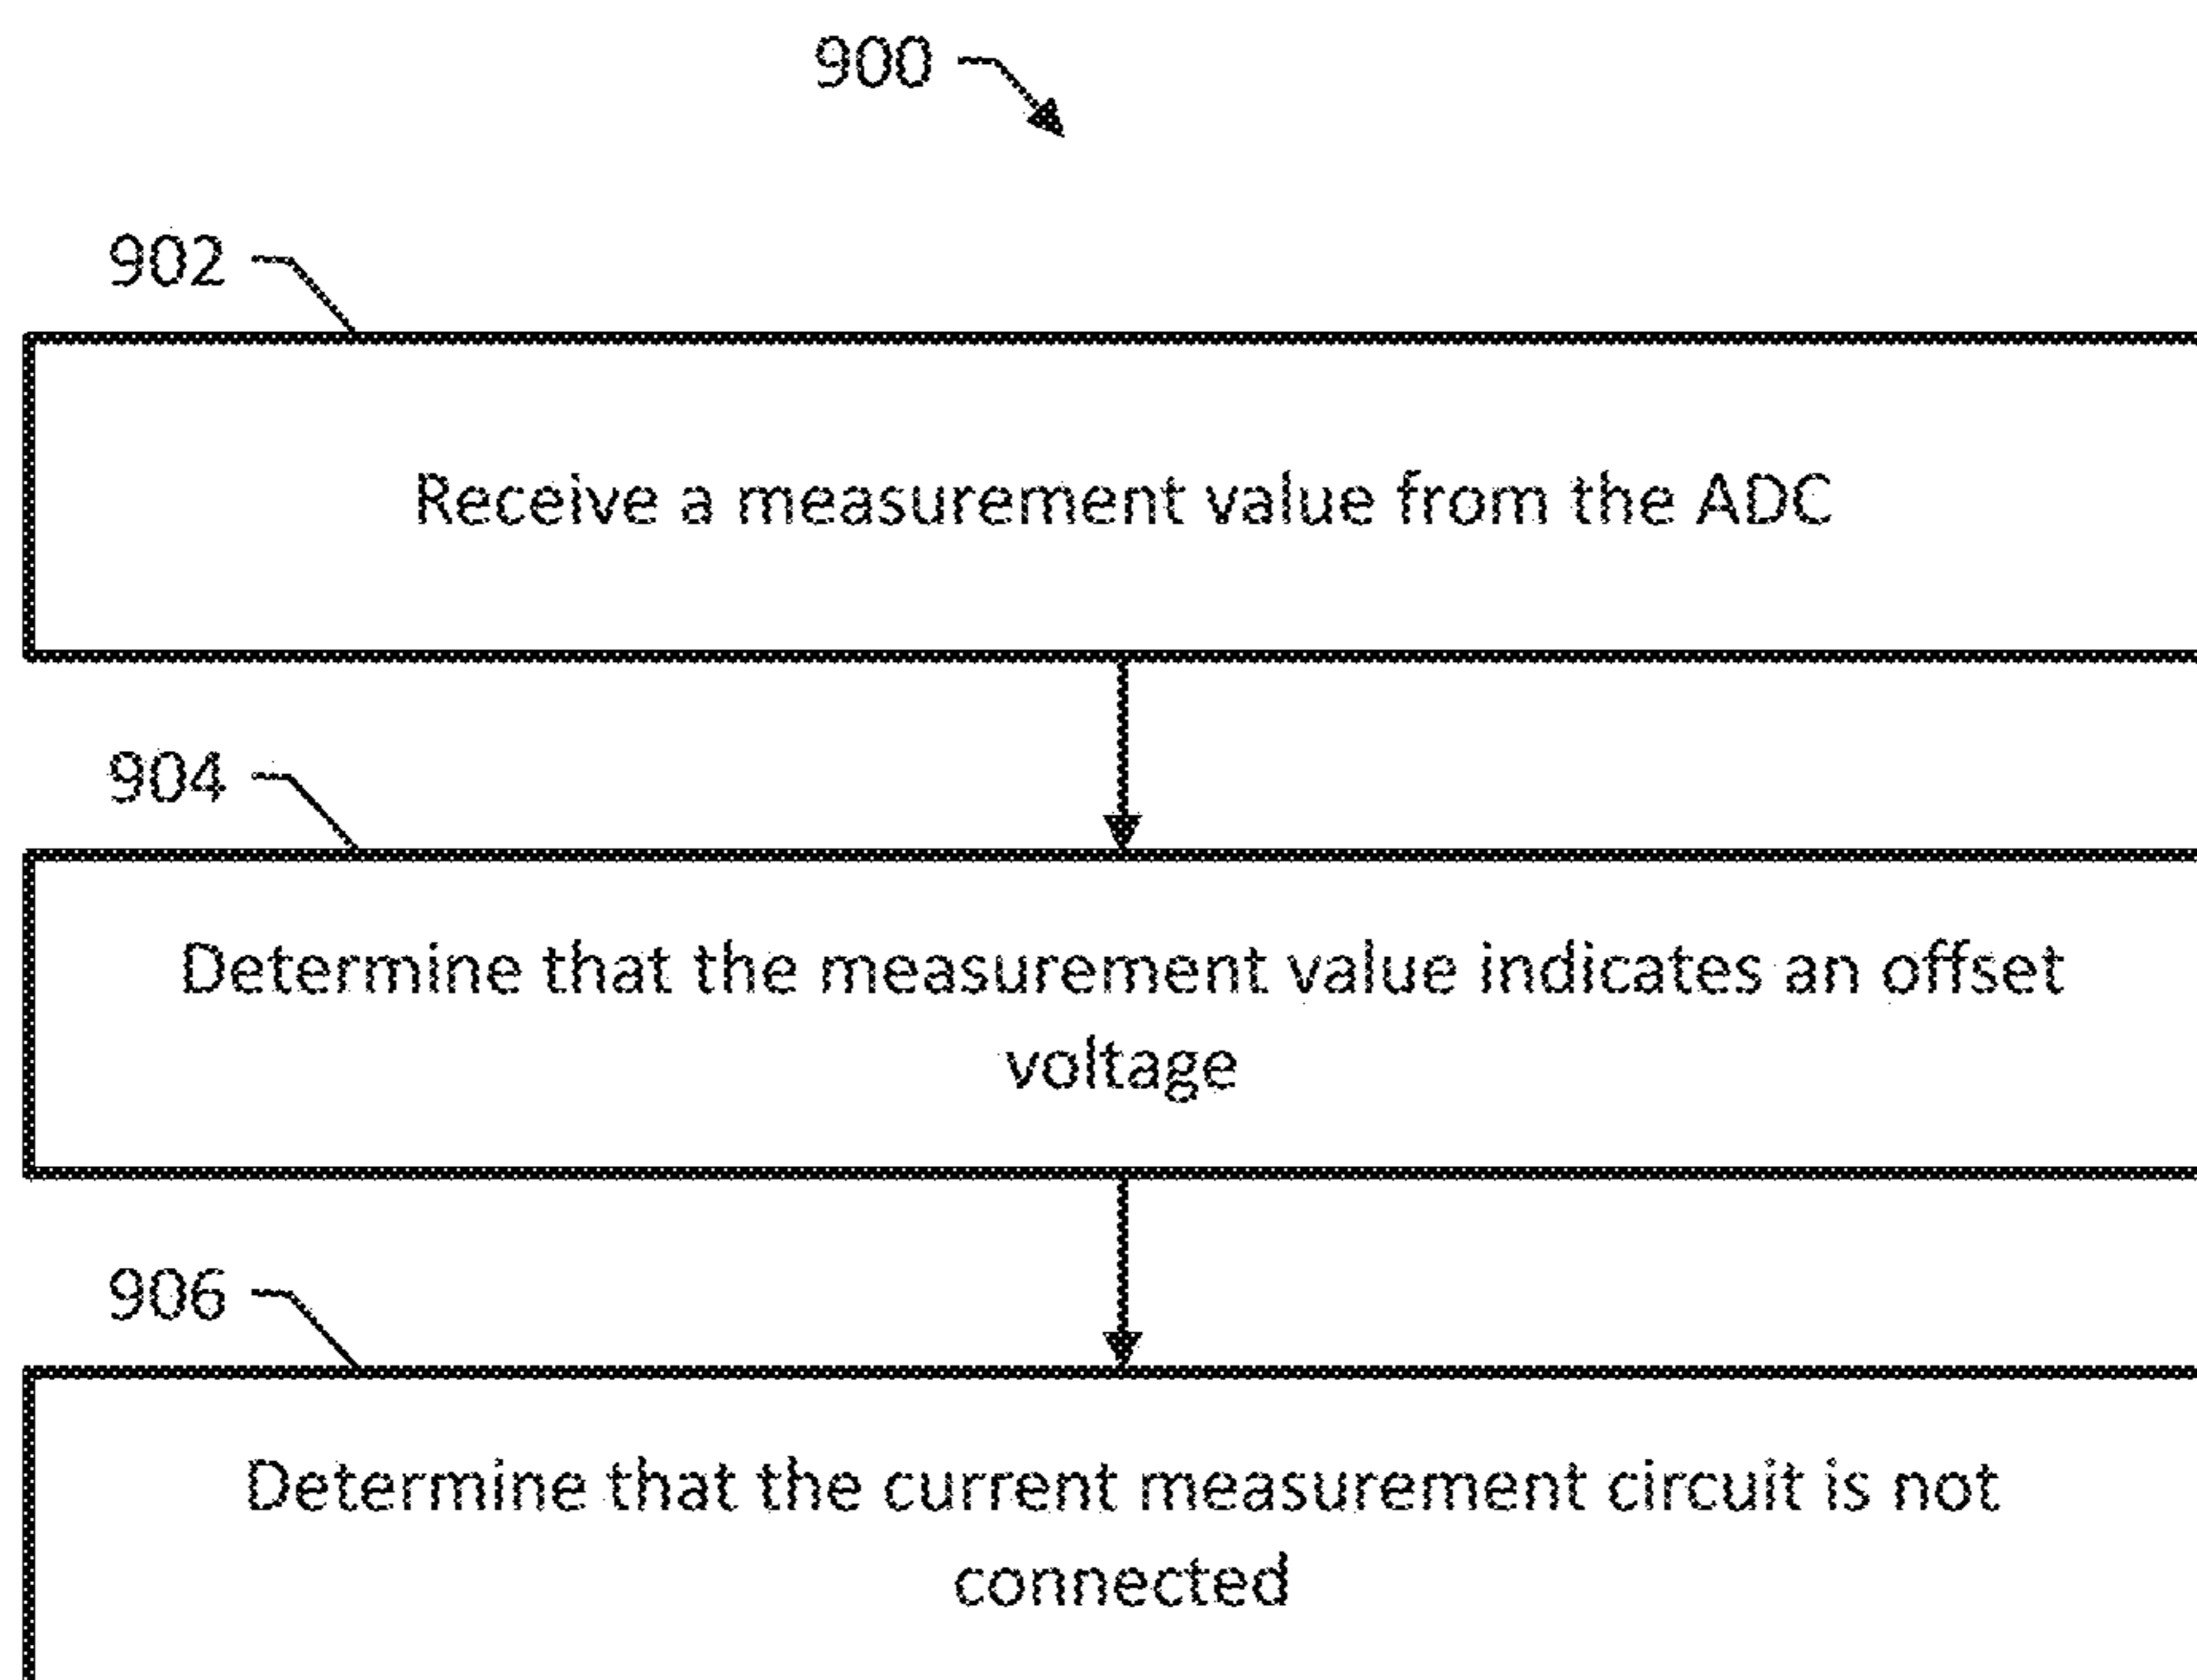 900
902
Receive a measurement value from the ADC
904
Determine that the measurement value indicates an offset
voltage
906
Determine that the current measurement circuit is not
connected